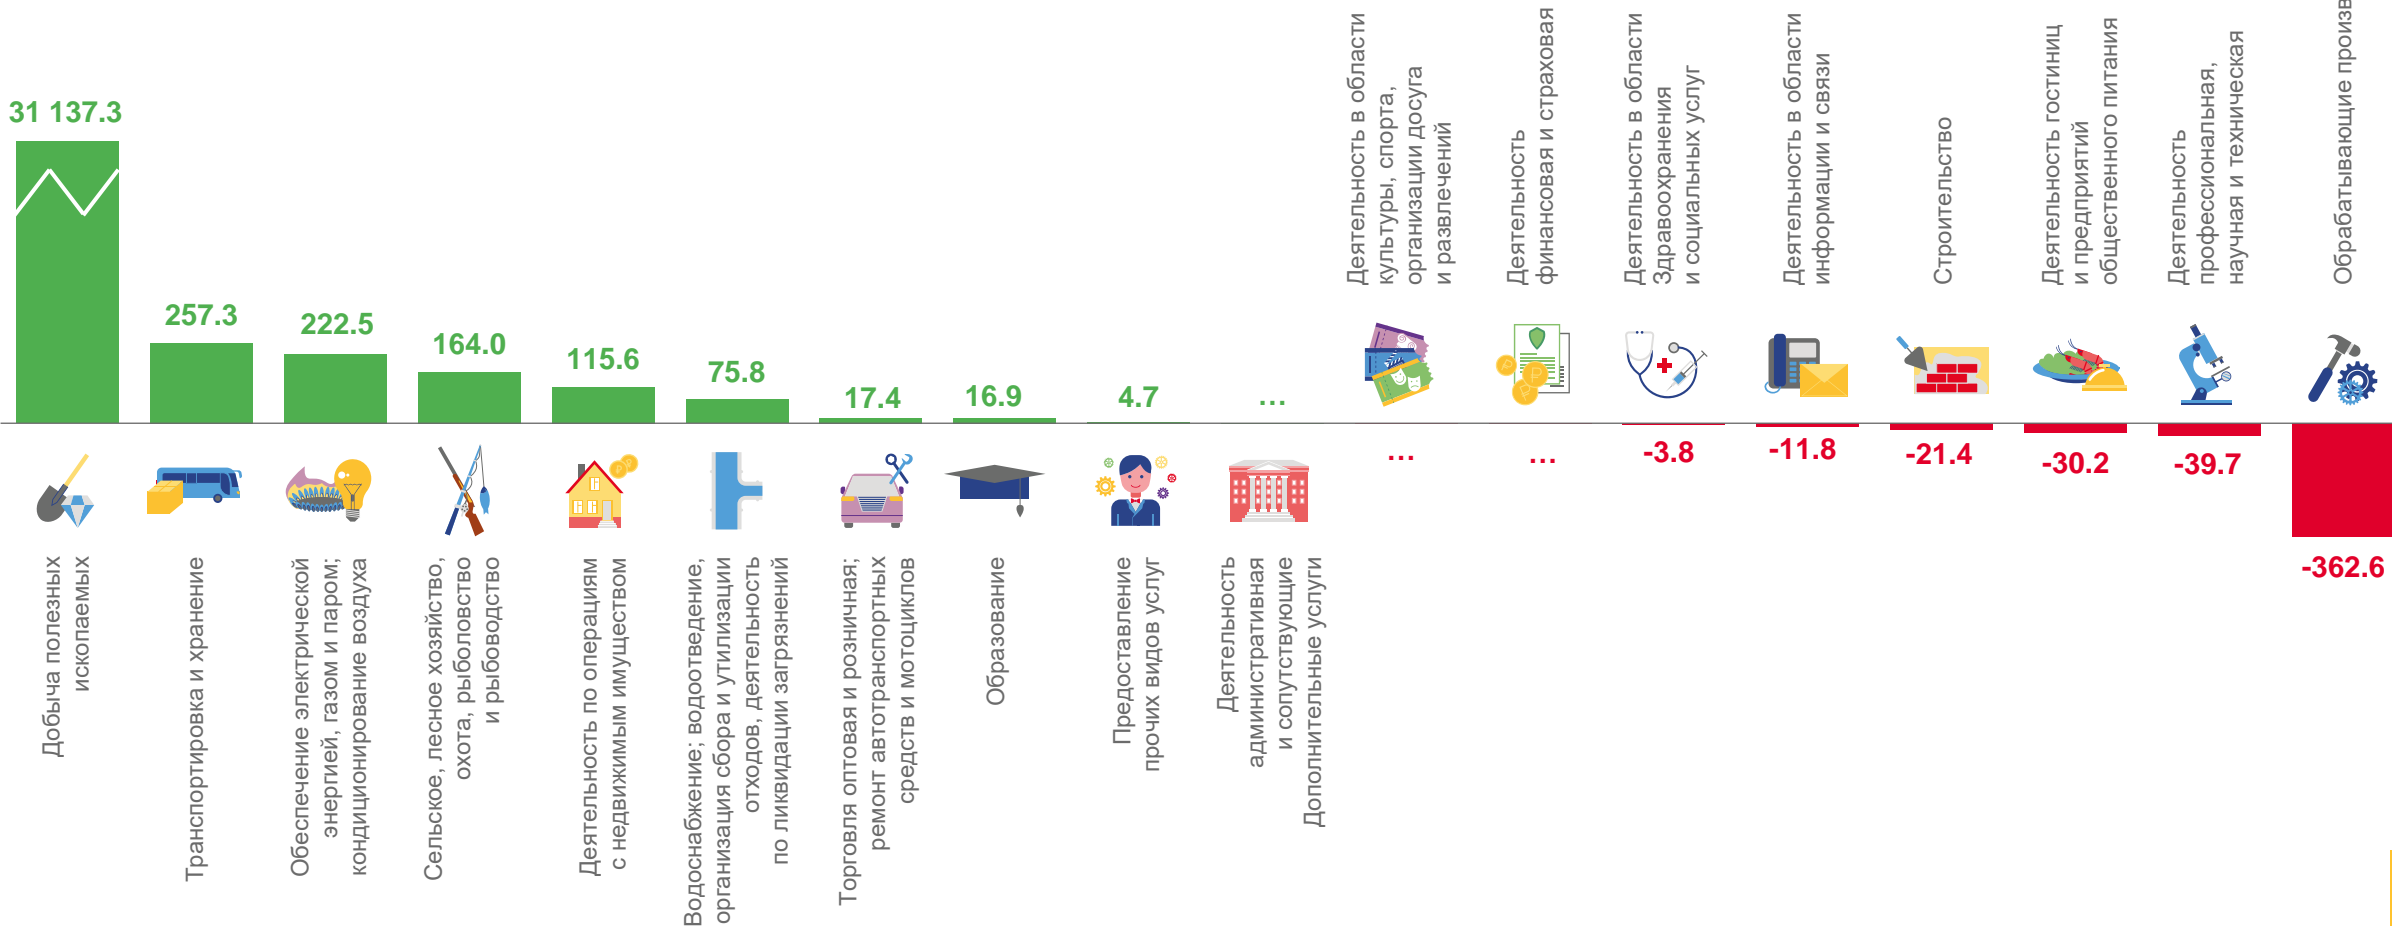 31 137.3
257.3
222.5
164.0
115.6
75.8
17.4
16.9
4.7
...
Добыча полезных
ископаемых
Транспортировка и хранение
Обеспечение электрической
энергией, газом и паром;
кондиционирование воздуха
Сельское, лесное хозяйство,
охота, рыболовство
и рыбоводство
Деятельность по операциям
с недвижимым имуществом
Водоснабжение; водоотведение,
организация сбора и утилизации
отходов, деятельность
по ликвидации загрязнений
Торговля оптовая и розничная;
ремонт автотранспортных
средств и мотоциклов
Образование
Предоставление
прочих видов услуг
Деятельность
административная
и сопутствующие
Дополнительные услуги
Деятельность в области
культуры, спорта,
организации досуга
и развлечений
Деятельность
финансовая и страховая
Деятельность в области
Здравоохранения
и социальных услуг
Деятельность в области
информации и связи
Строительство
Деятельность гостиниц
и предприятий
общественного питания
Деятельность
профессиональная,
научная и техническая
Обрабатывающие произв
...
...
-3.8
-11.8
-21.4
-30.2
-39.7
-362.6